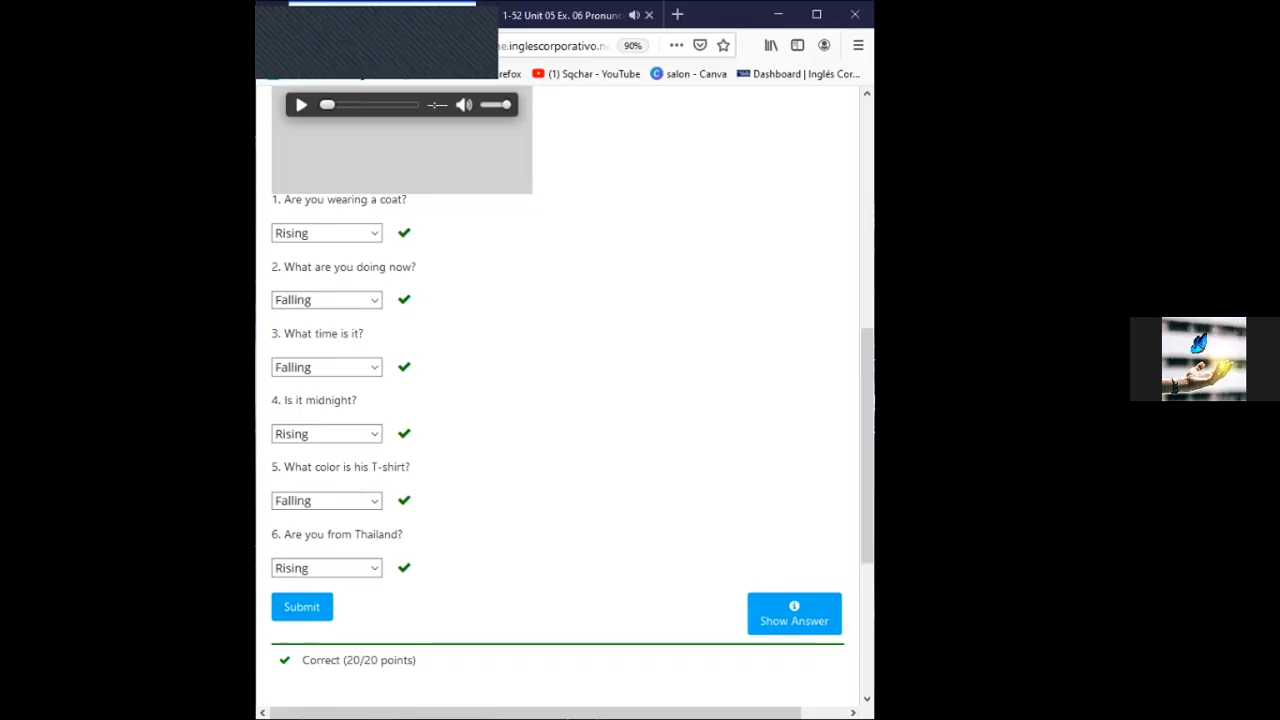 1-52 Unit 05 Ex. 06 Pronunc
e.inglescorporativo.n
90%
refox
(1) Sqchar - YouTube
salon - Canva
Dashboard | Inglés Cor...
1. Are you wearing a coat?
Rising
2. What are you doing now?
Falling
3. What time is it?
Falling
4. Is it midnight?
Rising
5. What color is his T-shirt?
Falling
6. Are you from Thailand?
Rising
Submit
Show Answer
Correct (20/20 points)